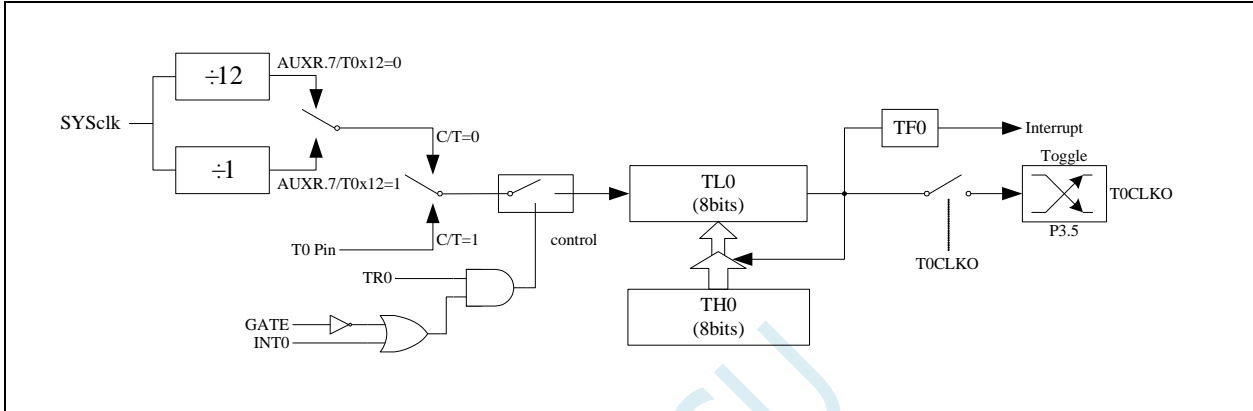 AUXR.7/T0x12=0
÷12
SYSclk
÷1
AUXR.7/T0x12=1
C/T=0
T0 Pin
C/T=1
control
TR0
GATE
INT0
TL0
(8bits)
TH0
(8bits)
TF0
Interrupt
Toggle
T0CLKO
P3.5
T0CLKO